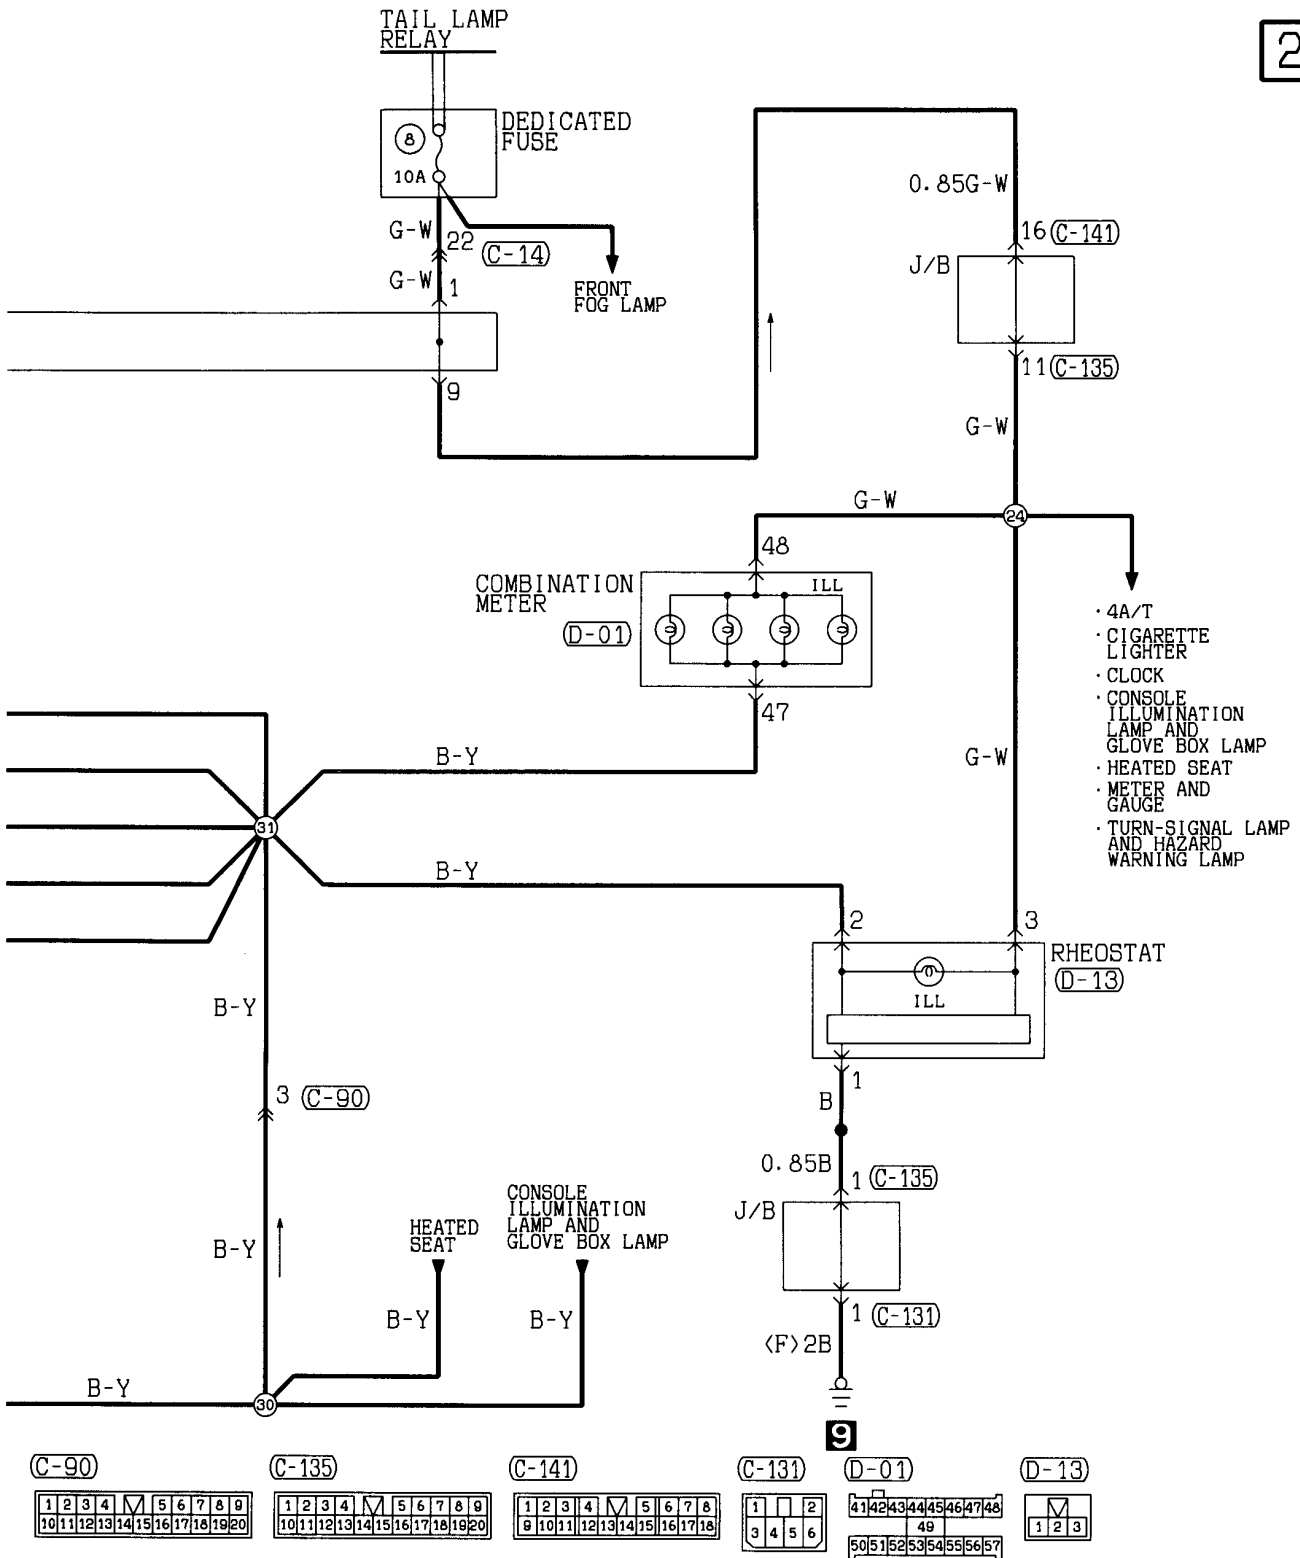 TAIL LAMP
RELAY
2
8
10A
DEDICATED
FUSE
G-W
22
C-14
G-W
1
FRONT
FOG LAMP
9
0.85G-W
16
C-141
J/B
11
C-135
G-W
G-W
24
48
COMBINATION
METER
ILL
D-01
47
· 4A/T
· CIGARETTE
LIGHTER
· CLOCK
· CONSOLE
ILLUMINATION
LAMP AND
GLOVE BOX LAMP
· HEATED SEAT
· METER AND
GAUGE
· TURN-SIGNAL LAMP
AND HAZARD
WARNING LAMP
B-Y
G-W
31
B-Y
2
3
RHEOSTAT
D-13
ILL
B-Y
3
C-90
1
B
0.85B
1
C-135
J/B
CONSOLE
ILLUMINATION
LAMP AND
GLOVE BOX LAMP
HEATED
SEAT
B-Y
B-Y
B-Y
1
C-131
<F>2B
B-Y
30
9
C-90
1 2 3 4 5 6 7 8 9
10 11 12 13 14 15 16 17 18 19 20
C-135
1 2 3 4 5 6 7 8 9
10 11 12 13 14 15 16 17 18 19 20
C-141
1 2 3 4 5 6 7 8
9 10 11 12 13 14 15 16 17 18
C-131
1 2
3 4 5 6
D-01
41 42 43 44 45 46 47 48
49
50 51 52 53 54 55 56 57
D-13
1 2 3